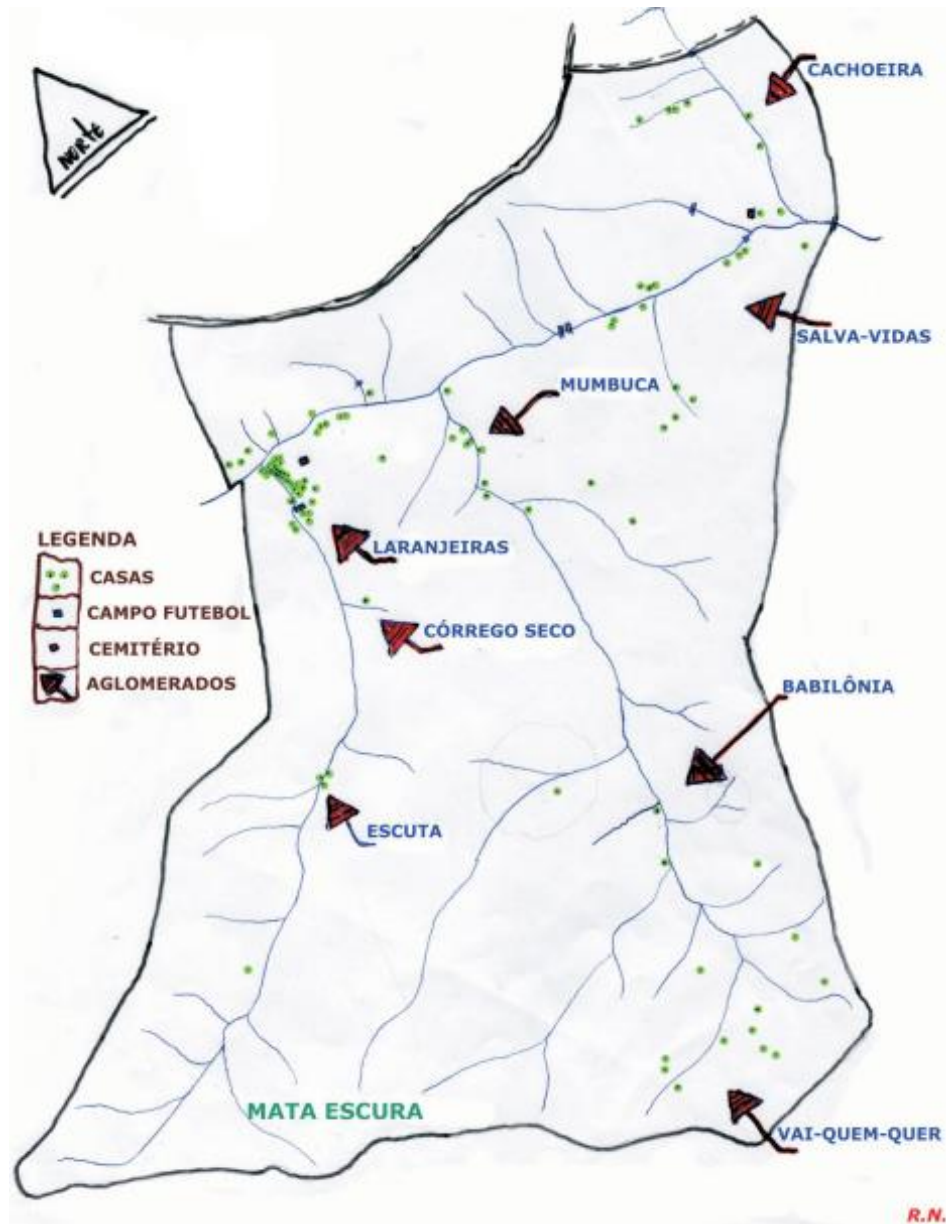 CACHOEIRA
NORTE
SALVA-VIDAS
MUMBUCA
LARANJEIRAS
LEGENDA
CASAS
CAMPO FUTEBOL
CEMITÉRIO
AGLOMERADOS
CÓRREGO SECO
BABILÔNIA
ESCUTA
MATA ESCURA
VAI-QUEM-QUER
R.N.